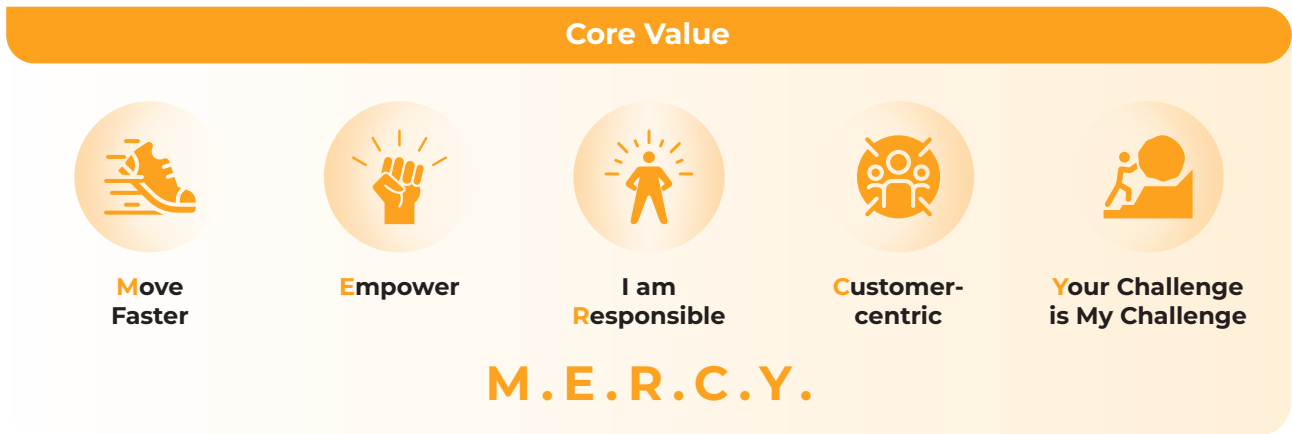 Core Value
Move
Faster
Empower
I am
Responsible
Customer-
centric
Your Challenge
is My Challenge
M.E.R.C.Y.